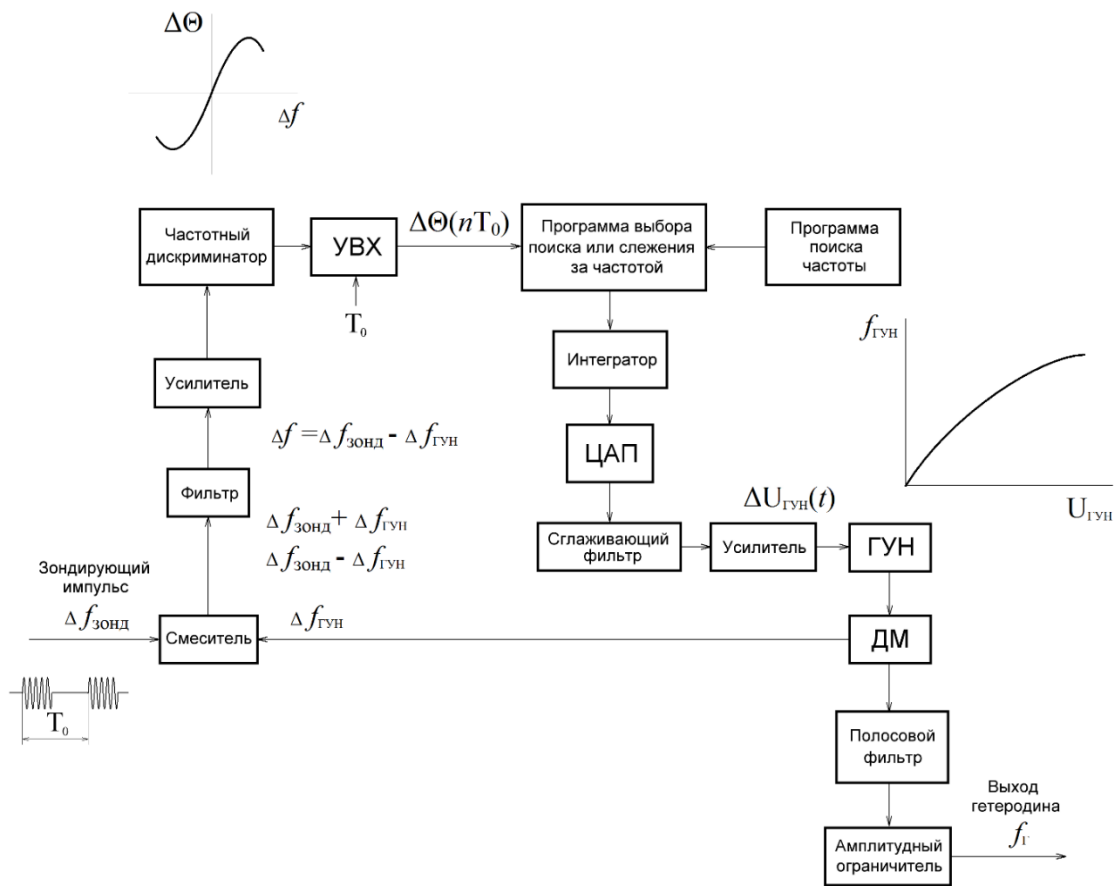 ΔΘ
Δf
Частотный
дискриминатор
УВХ
ΔΘ(nT₀)
Программа выбора
поиска или слежения
за частотой
Программа
поиска
частоты
T₀
fГУН
Интегратор
Усилитель
Δf =Δfзонд - ΔfГУН
ЦАП
Фильтр
UГУН
ΔUГУН(t)
Δfзонд+ ΔfГУН
Δfзонд - ΔfГУН
Сглаживающий
фильтр
Усилитель
ГУН
Зондирующий
импульс
Δfзонд
Смеситель
ΔfГУН
ДМ
T₀
Полосовой
фильтр
Выход
гетеродина
fг
Амплитудный
ограничитель